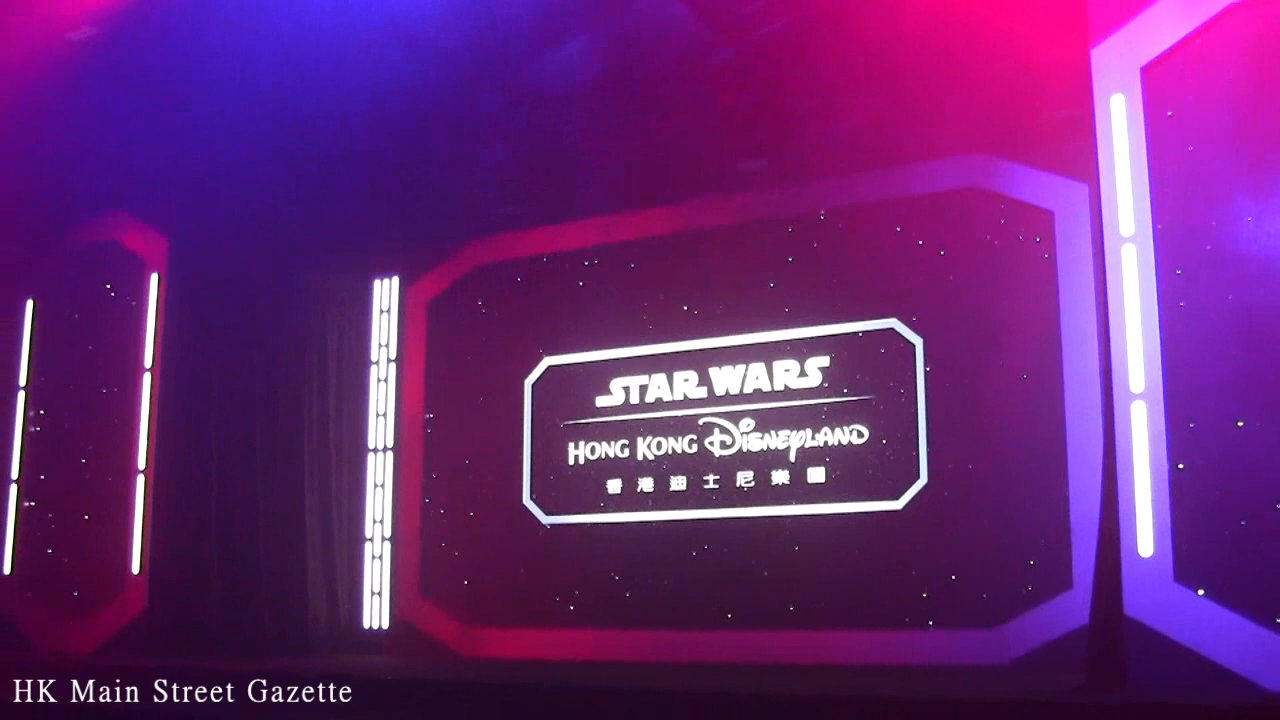 STAR WARS
HONG KONG DISNEYLAND
香港迪士尼樂園
HK Main Street Gazette